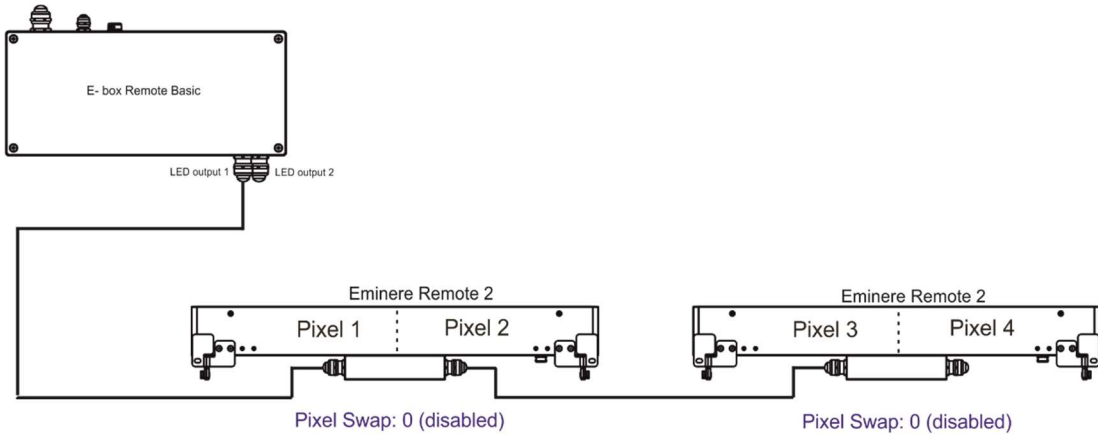 E- box Remote Basic
LED output 1
LED output 2
Eminere Remote 2
Eminere Remote 2
Pixel 1
Pixel 2
Pixel 3
Pixel 4
Pixel Swap: 0 (disabled)
Pixel Swap: 0 (disabled)